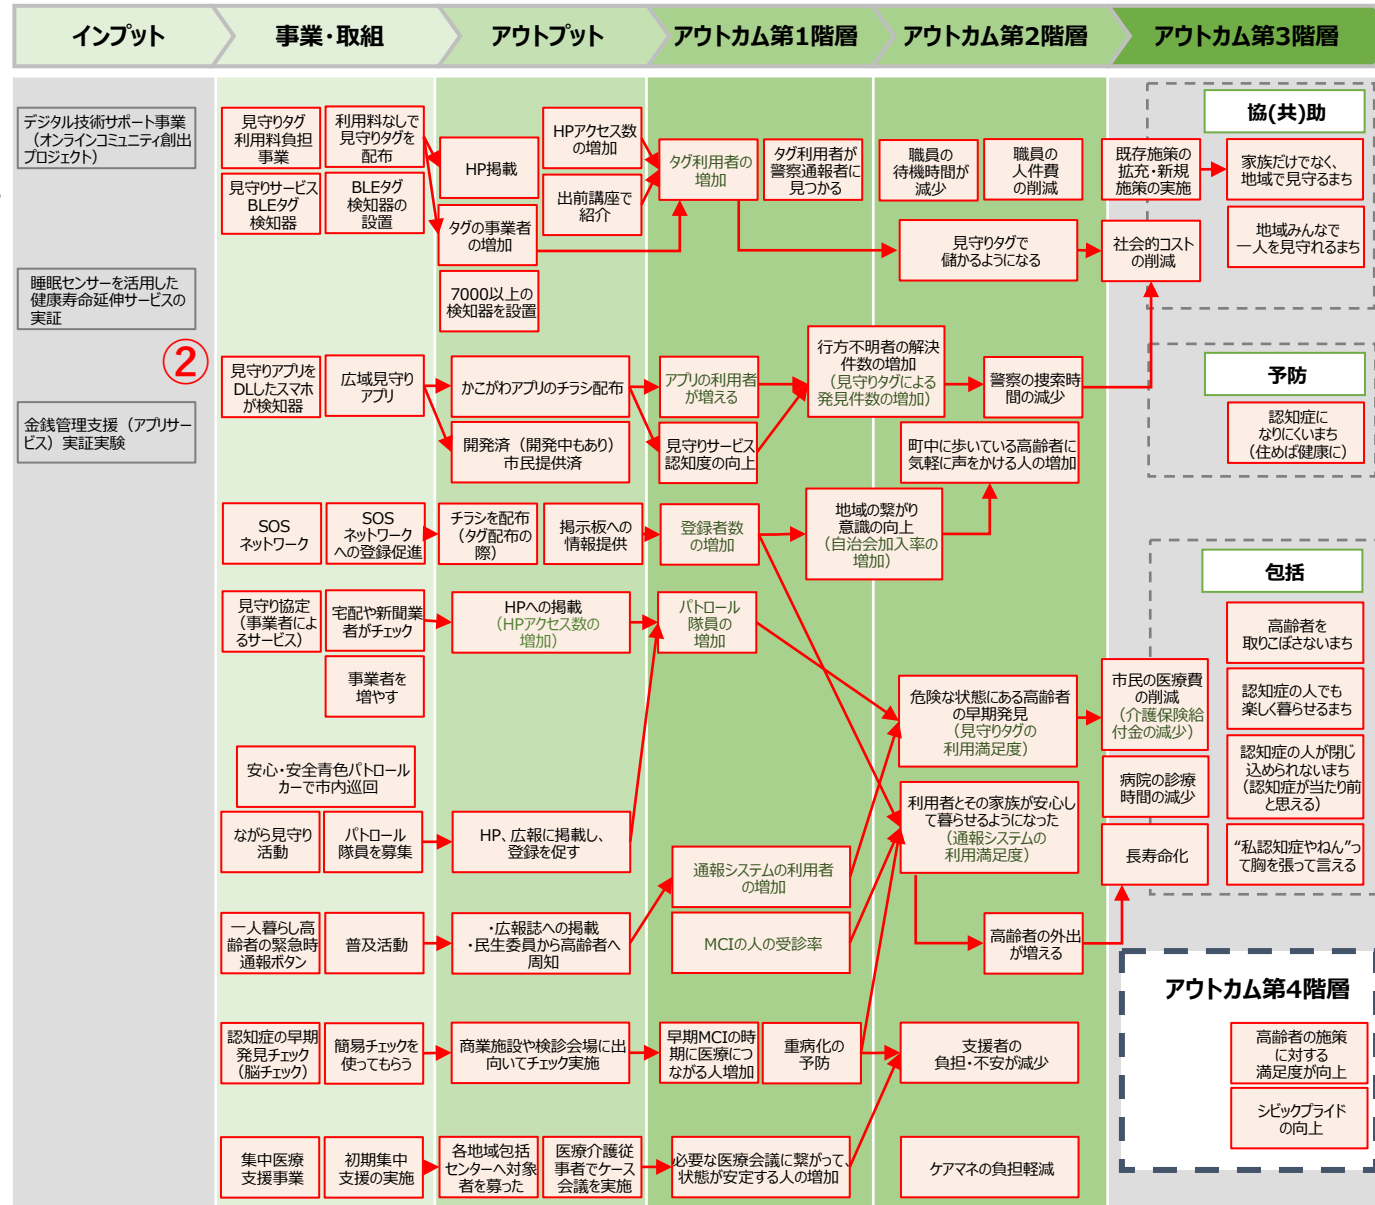 インプット
事業・取組
アウトプット
アウトカム第1階層
アウトカム第2階層
アウトカム第3階層
デジタル技術サポート事業
（オンラインコミュニティ創出
プロジェクト）
睡眠センサーを活用した
健康寿命延伸サービスの
実証
②
金銭管理支援（アプリサー
ビス）実証実験
見守りタグ
利用料負担
事業
利用料なしで
見守りタグを
配布
見守りサービス
BLEタグ
検知器
BLEタグ
検知器の
設置
HP掲載
HPアクセス数
の増加
出前講座で
紹介
タグの事業者
の増加
7000以上の
検知器を設置
タグ利用者の
増加
タグ利用者が
警察通報者に
見つかる
職員の
待機時間が
減少
職員の
人件費
の削減
見守りタグで
儲かるようになる
既存施策の
拡充・新規
施策の実施
社会的コスト
の削減
協(共)助
家族だけでなく、
地域で見守るまち
地域みんなで
一人を見守れるまち
見守りアプリを
DLしたスマホ
が検知器
広域見守り
アプリ
かこがわアプリのチラシ配布
開発済（開発中もあり）
市民提供済
アプリの利用者
が増える
見守りサービス
認知度の向上
行方不明者の解決
件数の増加
（見守りタグによる
発見件数の増加）
警察の捜索時
間の減少
町中に歩いている高齢者に
気軽に声をかける人の増加
予防
認知症に
なりにくいまち
（住めば健康に）
SOS
ネットワーク
SOS
ネットワーク
への登録促進
チラシを配布
（タグ配布の
際）
掲示板への
情報提供
登録者数
の増加
地域の繋がり
意識の向上
（自治会加入率の
増加）
見守り協定
（事業者によ
るサービス）
宅配や新聞業
者がチェック
事業者を
増やす
HPへの掲載
（HPアクセス数の
増加）
パトロール
隊員の
増加
危険な状態にある高齢者
の早期発見
（見守りタグの
利用満足度）
市民の医療費
の削減
（介護保険給
付金の減少）
病院の診療
時間の減少
長寿命化
包括
高齢者を
取りこぼさないまち
認知症の人でも
楽しく暮らせるまち
認知症の人が閉じ
込められないまち
（認知症が当たり前
と思える）
“私認知症やねん”っ
て胸を張って言える
安心・安全青色パトロール
カーで市内巡回
ながら見守り
活動
パトロール
隊員を募集
HP、広報に掲載し、
登録を促す
利用者とその家族が安心し
て暮らせるようになった
（通報システムの
利用満足度）
一人暮らし高
齢者の緊急時
通報ボタン
普及活動
・広報誌への掲載
・民生委員から高齢者へ
周知
通報システムの利用者
の増加
MCIの人の受診率
高齢者の外出
が増える
認知症の早期
発見チェック
（脳チェック）
簡易チェックを
使ってもらう
商業施設や検診会場に出
向いてチェック実施
早期MCIの時
期に医療につ
ながる人増加
重病化の
予防
支援者の
負担・不安が減少
集中医療
支援事業
初期集中
支援の実施
各地域包括
センターへ対象
者を募った
医療介護従
事者でケース
会議を実施
必要な医療会議に繋がって、
状態が安定する人の増加
ケアマネの負担軽減
アウトカム第4階層
高齢者の施策
に対する
満足度が向上
シビックプライド
の向上